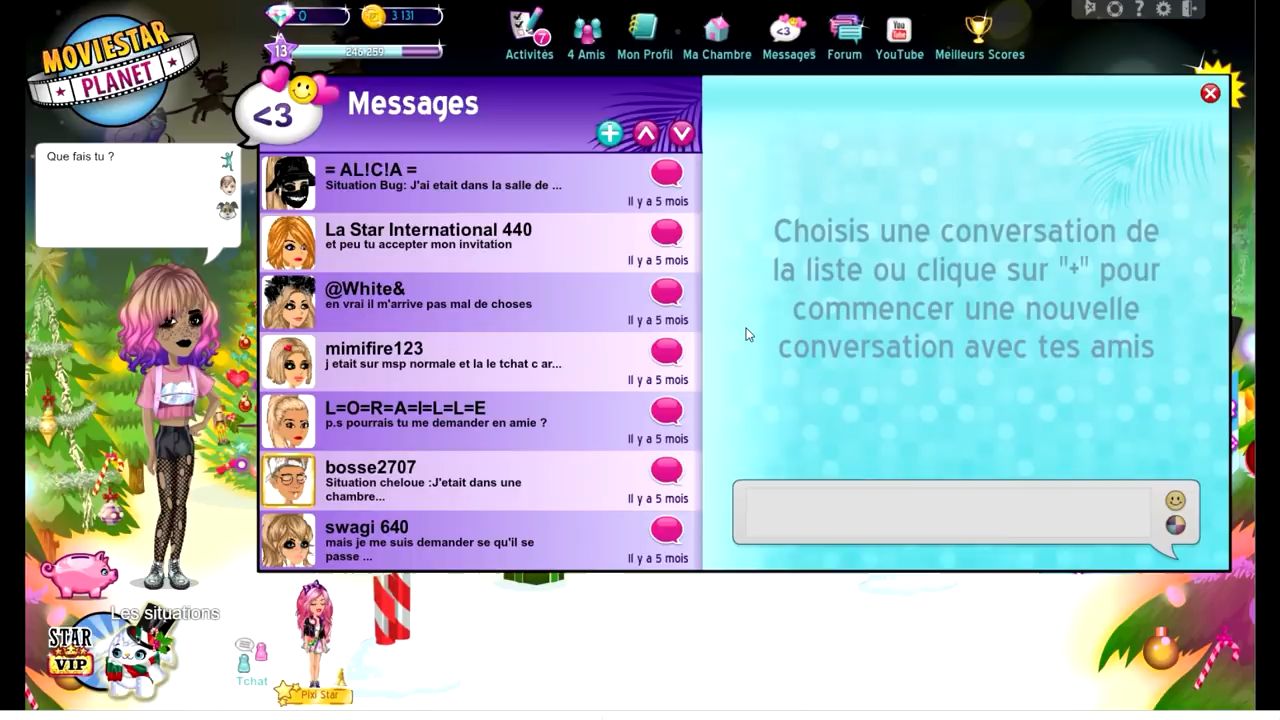 MOVIESTAR
PLANET
0
3 131
13
246 259
7
<3
You
Tube
Activités
4 Amis
Mon Profil
Ma Chambre
Messages
Forum
YouTube
Meilleurs Scores
?
<3
Messages
Que fais tu ?
= AL!C!A =
Situation Bug: J'ai etait dans la salle de ...
Il y a 5 mois
La Star International 440
et peu tu accepter mon invitation
Il y a 5 mois
@White&
en vrai il m'arrive pas mal de choses
Il y a 5 mois
mimifire123
j etait sur msp normale et la le tchat c ar...
Il y a 5 mois
L=O=R=A=I=L=L=E
p.s pourrais tu me demander en amie ?
Il y a 5 mois
bosse2707
Situation cheloue :J'etait dans une
chambre...
Il y a 5 mois
swagi 640
mais je me suis demander se qu'il se
passe ...
Il y a 5 mois
Choisis une conversation de
la liste ou clique sur "+" pour
commencer une nouvelle
conversation avec tes amis
Les situations
STAR
VIP
Tchat
Pixi Star